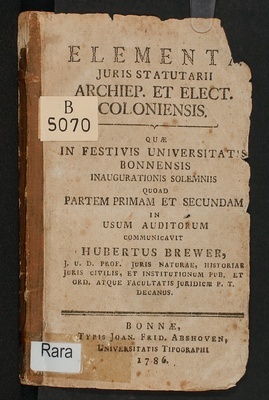 ELEMENTA
JURIS STATUTARII
ARCHIEP. ET ELECT.
COLONIENSIS.
B
5070
QUÆ
IN FESTIVIS UNIVERSITATIS
BONNENSIS
INAUGURATIONIS SOLEMNIIS
QUOAD
PARTEM PRIMAM ET SECUNDAM
IN
USUM AUDITORUM
COMMUNICAVIT
HUBERTUS BREWER,
J. U. D. PROF. JURIS NATURAE, HISTORIAE
JURIS CIVILIS, ET INSTITUTIONUM PUB. ET
ORD. ATQUE FACULTATIS JURIDICÆ P. T.
DECANUS.
BONNÆ,
TYPIS JOAN. FRID. ABSHOVEN,
UNIVERSITATIS TYPOGRAPHI
1786.
Rara